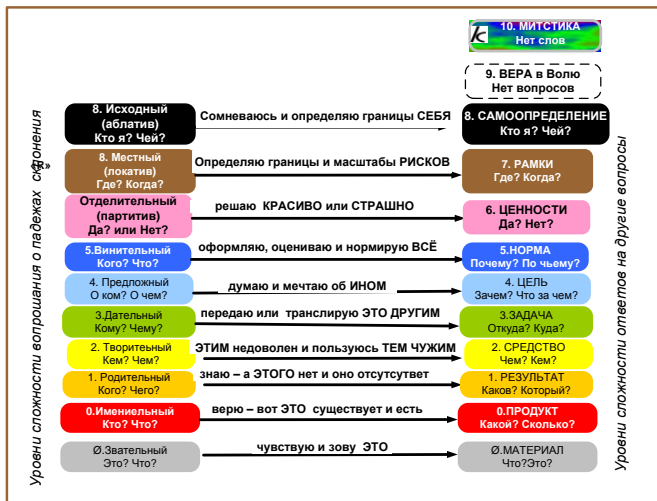 k
10. МИТСТИКА
Нет слов
9. ВЕРА в Волю
Нет вопросов
8. Исходный
(аблатив)
Кто я? Чей?
Сомневаюсь и определяю границы СЕБЯ
8. САМООПРЕДЕЛЕНИЕ
Кто я? Чей?
8. Местный
(локатив)
Где? Когда?
Определяю границы и масштабы РИСКОВ
7. РАМКИ
Где? Когда?
Отделительный
(партитив)
Да? или Нет?
решаю КРАСИВО или СТРАШНО
6. ЦЕННОСТИ
Да? Нет?
5.Винительный
Кого? Что?
оформляю, оцениваю и нормирую ВСЁ
5.НОРМА
Почему? По чьему?
4. Предложный
О ком? О чем?
думаю и мечтаю об ИНОМ
4. ЦЕЛЬ
Зачем? Что за чем?
3.Дательный
Кому? Чему?
передаю или транслирую ЭТО ДРУГИМ
3.ЗАДАЧА
Откуда? Куда?
2. Творитеьный
Кем? Чем?
ЭТИМ недоволен и пользуюсь ТЕМ ЧУЖИМ
2. СРЕДСТВО
Чем? Кем?
1. Родительный
Кого? Чего?
знаю – а ЭТОГО нет и оно отсутсутвет
1. РЕЗУЛЬТАТ
Каков? Который?
0.Имениельный
Кто? Что?
верю – вот ЭТО существует и есть
0.ПРОДУКТ
Какой? Сколько?
Ø.Звательный
Это? Что?
чувствую и зову ЭТО
Ø.МАТЕРИАЛ
Что?Это?
Уровни сложности вопрошания о падежах склонения
Уровни сложности ответов на другие вопросы